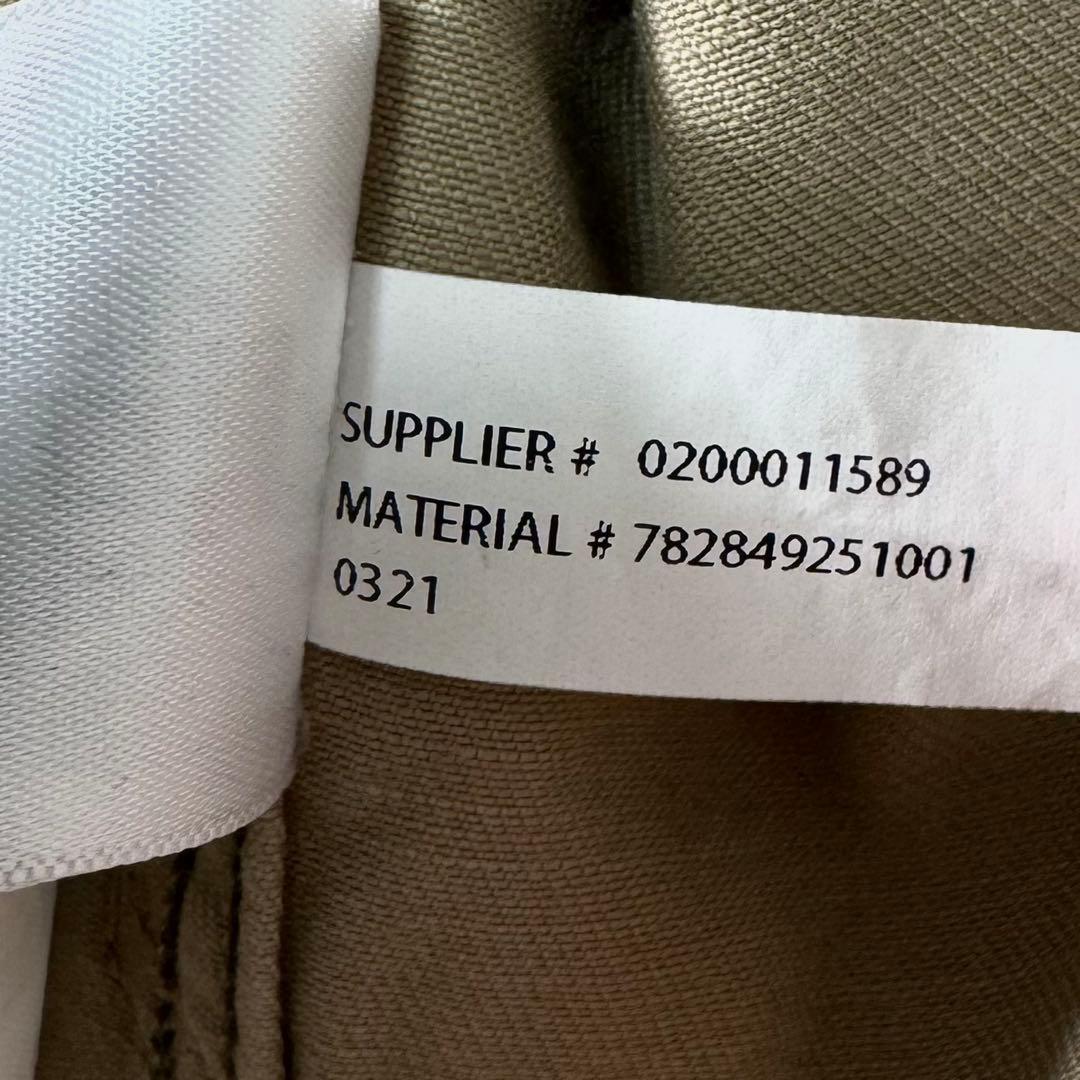 SUPPLIER # 0200011589
MATERIAL # 782849251001
0321